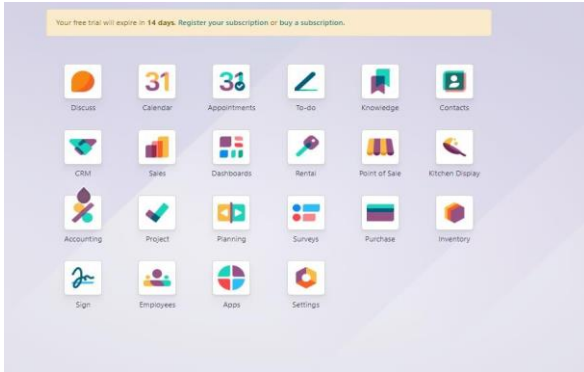 Your free trial will expire in 14 days. Register your subscription or buy a subscription.
31 31
Discuss Calendar Appointments To-do Knowledge Contacts
CRM Sales Dashboards Rental Point of Sale Kitchen Display
Accounting Project Planning Surveys Purchase Inventory
Sign Employees Apps Settings